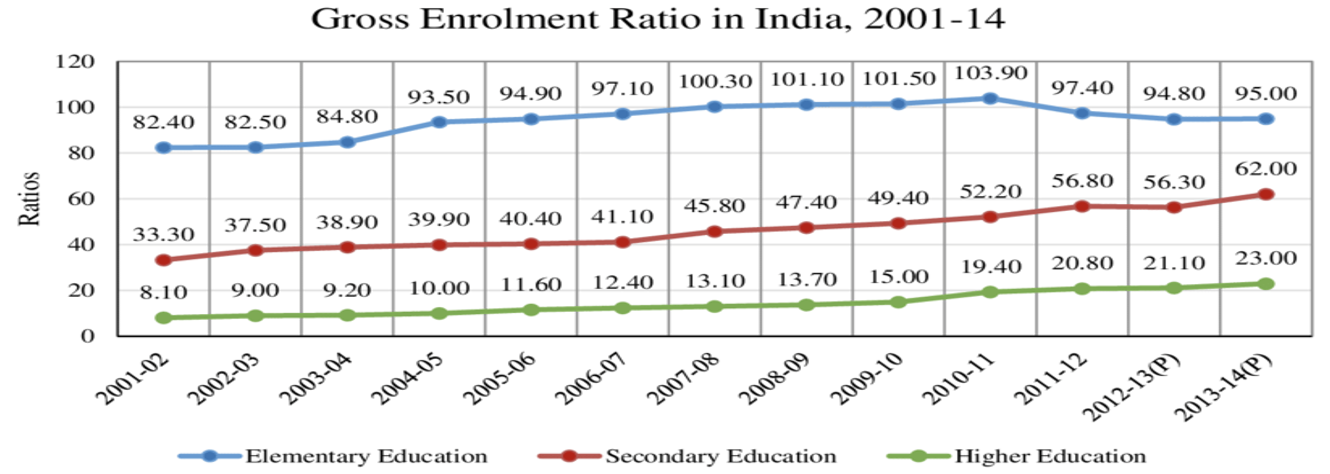 Gross Enrolment Ratio in India, 2001-14
Ratios
120
100
80
60
40
20
0
82.40 82.50 84.80 93.50 94.90 97.10 100.30 101.10 101.50 103.90 97.40 94.80 95.00
33.30 37.50 38.90 39.90 40.40 41.10 45.80 47.40 49.40 52.20 56.80 56.30 62.00
8.10 9.00 9.20 10.00 11.60 12.40 13.10 13.70 15.00 19.40 20.80 21.10 23.00
2001-02 2002-03 2003-04 2004-05 2005-06 2006-07 2007-08 2008-09 2009-10 2010-11 2011-12 2012-13(P) 2013-14(P)
Elementary Education Secondary Education Higher Education